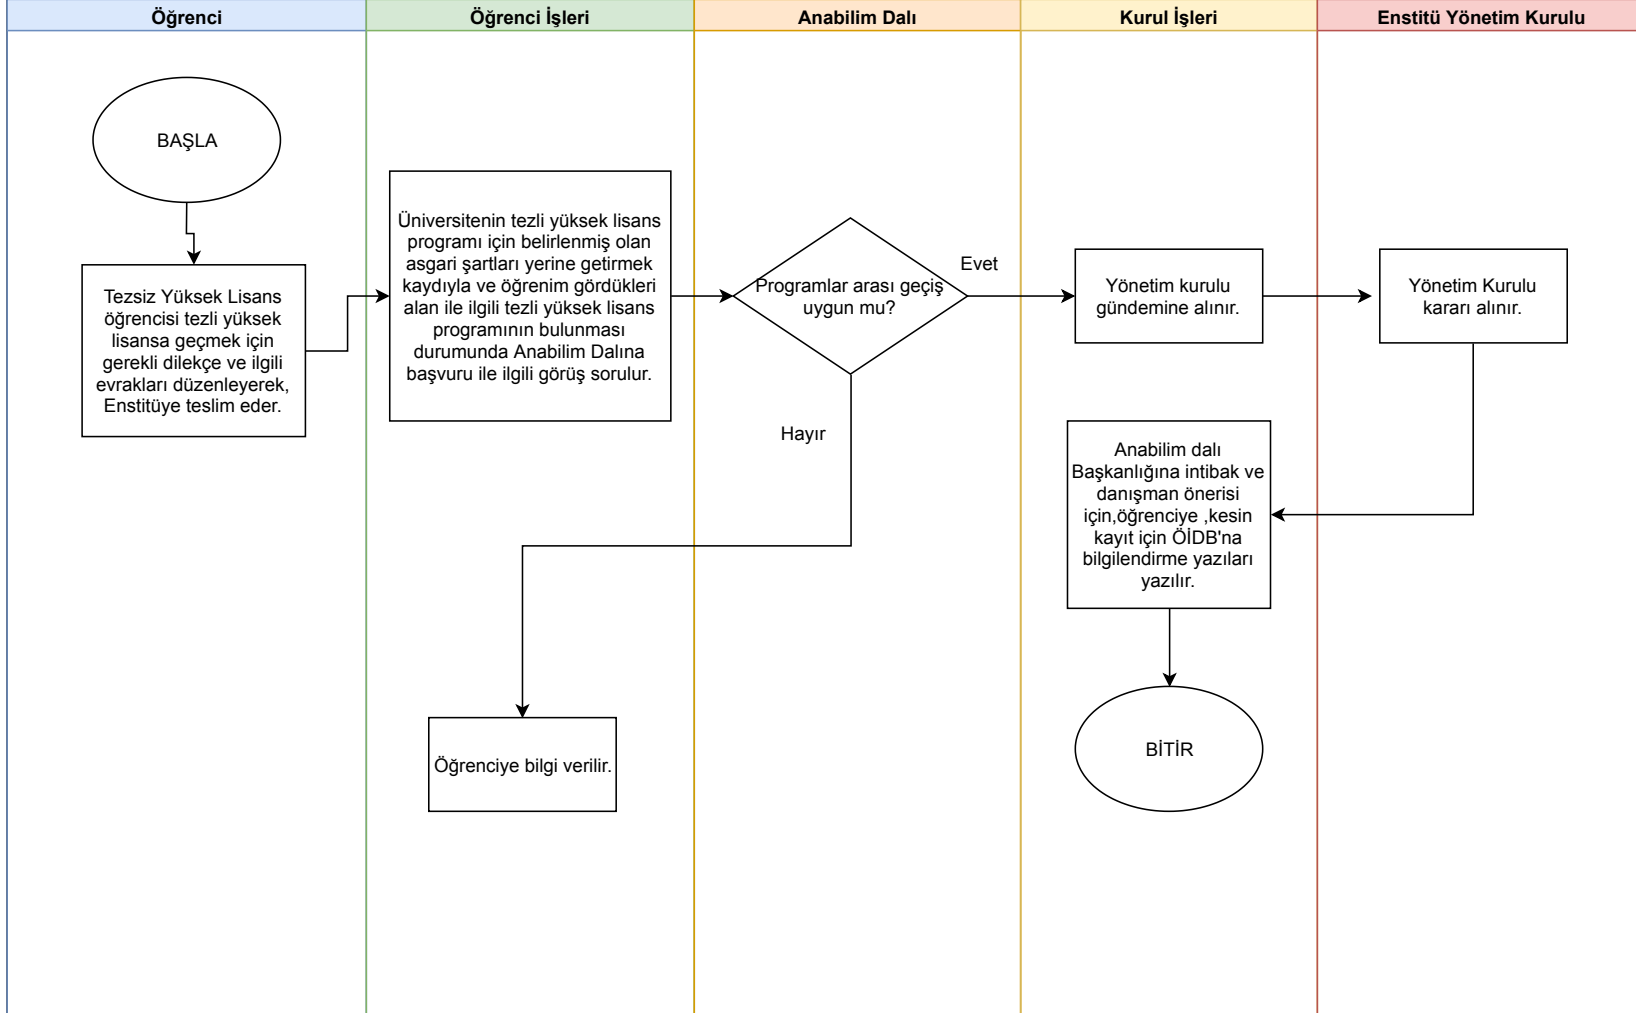 Öğrenci
Öğrenci İşleri
Anabilim Dalı
Kurul İşleri
Enstitü Yönetim Kurulu
BAŞLA
Tezsiz Yüksek Lisans
öğrencisi tezli yüksek
lisansa geçmek için
gerekli dilekçe ve ilgili
evrakları düzenleyerek,
Enstitüye teslim eder.
Üniversitenin tezli yüksek lisans
programı için belirlenmiş olan
asgari şartları yerine getirmek
kaydıyla ve öğrenim gördükleri
alan ile ilgili tezli yüksek lisans
programının bulunması
durumunda Anabilim Dalına
başvuru ile ilgili görüş sorulur.
Programlar arası geçiş
uygun mu?
Evet
Hayır
Yönetim kurulu
gündemine alınır.
Yönetim Kurulu
kararı alınır.
Anabilim dalı
Başkanlığına intibak ve
danışman önerisi
için,öğrenciye ,kesin
kayıt için ÖİDB'na
bilgilendirme yazıları
yazılır.
Öğrenciye bilgi verilir.
BİTİR